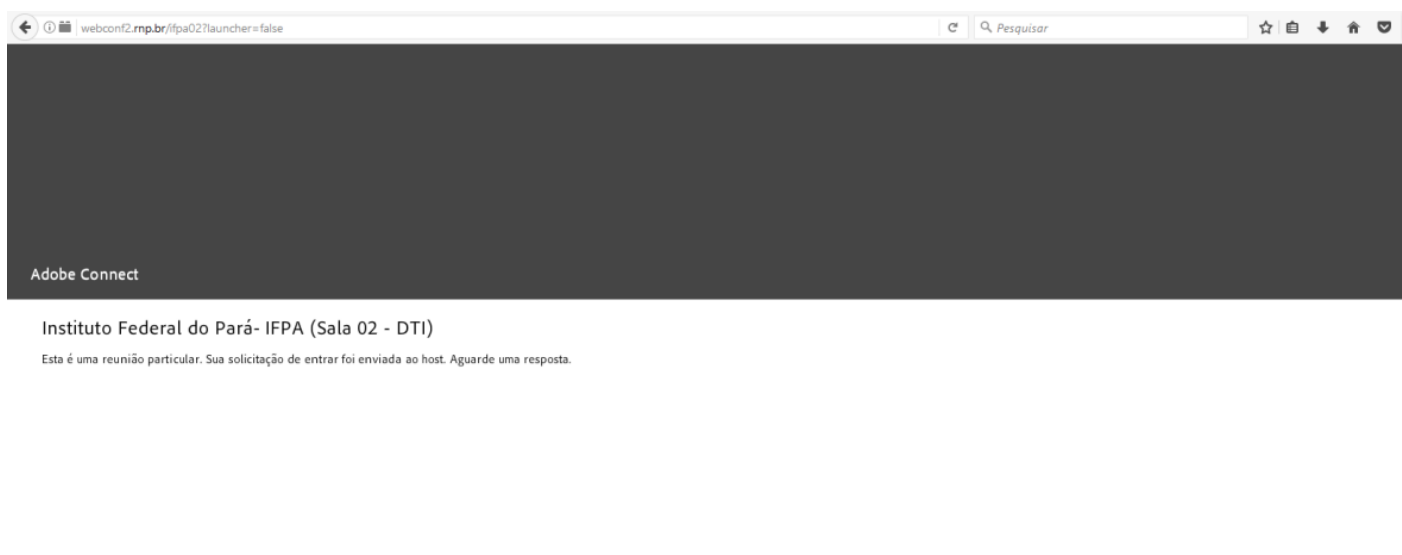 webconf2.rnp.br/ifpa02?launcher=false
Pesquisar
Adobe Connect
Instituto Federal do Pará- IFPA (Sala 02 - DTI)
Esta é uma reunião particular. Sua solicitação de entrar foi enviada ao host. Aguarde uma resposta.